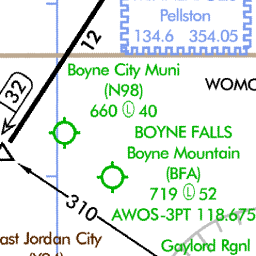 Pellston
134.6 354.05
12
Boyne City Muni
(N98)
660 Ⓛ 40
WOMC
32
BOYNE FALLS
Boyne Mountain
(BFA)
719 Ⓛ 52
AWOS-3PT 118.675
310
ast Jordan City
Gaylord Rgnl